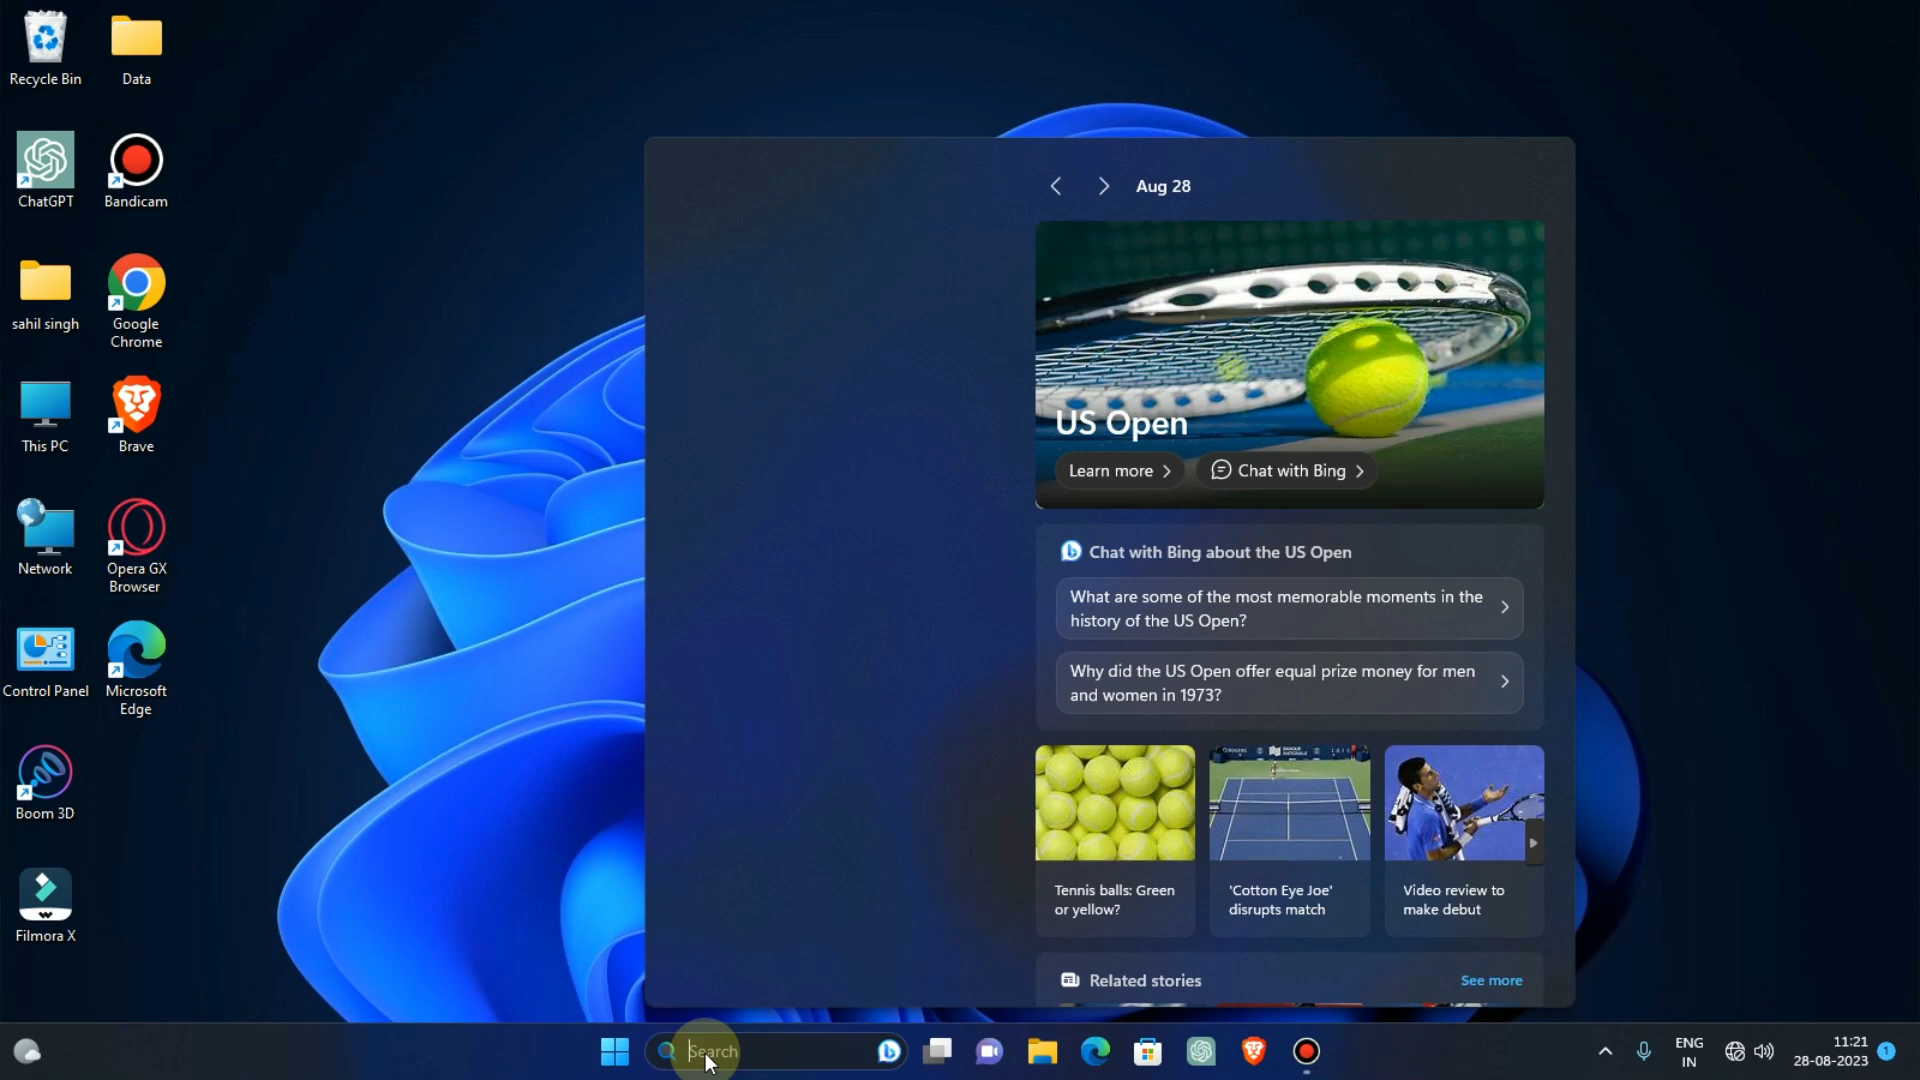 Recycle Bin
Data
ChatGPT
Bandicam
sahil singh
Google
Chrome
This PC
Brave
Network
Opera GX
Browser
Control Panel
Microsoft
Edge
Boom 3D
Filmora X
Aug 28
US Open
Learn more
Chat with Bing
Chat with Bing about the US Open
What are some of the most memorable moments in the
history of the US Open?
Why did the US Open offer equal prize money for men
and women in 1973?
Tennis balls: Green
or yellow?
'Cotton Eye Joe'
disrupts match
Video review to
make debut
Related stories
See more
Search
ENG
IN
11:21
28-08-2023
1